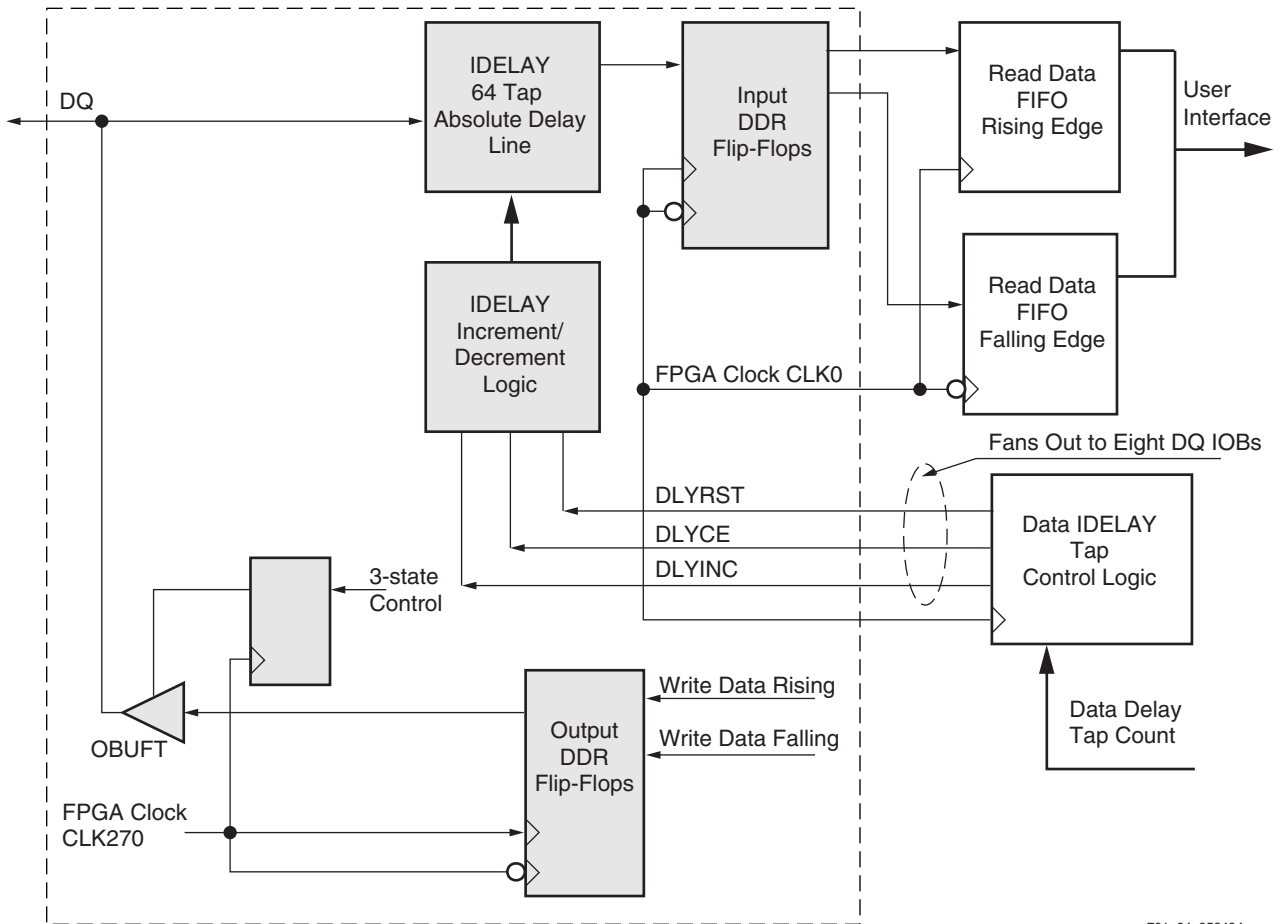 DQ
IDELAY
64 Tap
Absolute Delay
Line
Input
DDR
Flip-Flops
Read Data
FIFO
Rising Edge
User
Interface
IDELAY
Increment/
Decrement
Logic
Read Data
FIFO
Falling Edge
FPGA Clock CLK0
Fans Out to Eight DQ IOBs
DLYRST
DLYCE
DLYINC
Data IDELAY
Tap
Control Logic
3-state
Control
Write Data Rising
Write Data Falling
Output
DDR
Flip-Flops
OBUFT
Data Delay
Tap Count
FPGA Clock
CLK270